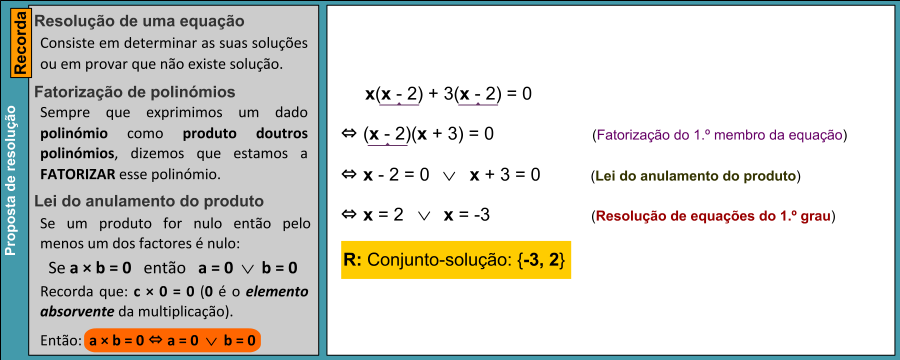 Proposta de resolução
Recorda
Resolução de uma equação
Consiste em determinar as suas soluções
ou em provar que não existe solução.
Fatorização de polinómios
Sempre que exprimimos um dado
polinómio como produto doutros
polinómios, dizemos que estamos a
FATORIZAR esse polinómio.
Lei do anulamento do produto
Se um produto for nulo então pelo
menos um dos factores é nulo:
Se a × b = 0 então a = 0 ∨ b = 0
Recorda que: c × 0 = 0 (0 é o elemento
absorvente da multiplicação).
Então: a × b = 0 ⇔ a = 0 ∨ b = 0
x(x - 2) + 3(x - 2) = 0
⇔ (x - 2)(x + 3) = 0 (Fatorização do 1.º membro da equação)
⇔ x - 2 = 0 ∨ x + 3 = 0 (Lei do anulamento do produto)
⇔ x = 2 ∨ x = -3 (Resolução de equações do 1.º grau)
R: Conjunto-solução: {-3, 2}